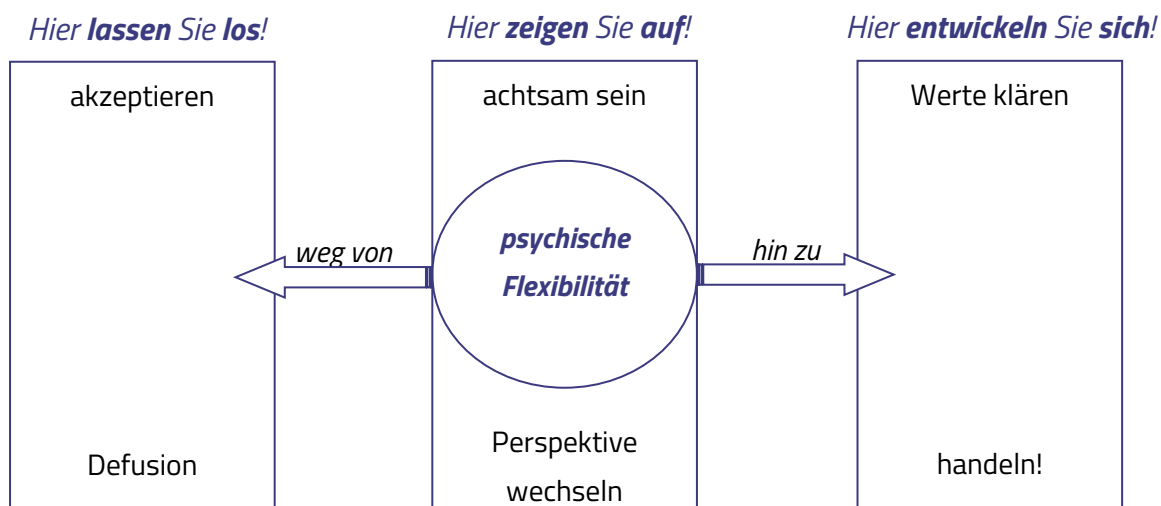 Hier lassen Sie los!
Hier zeigen Sie auf!
Hier entwickeln Sie sich!
akzeptieren
achtsam sein
Werte klären
weg von
psychische
Flexibilität
hin zu
Defusion
Perspektive
wechseln
handeln!